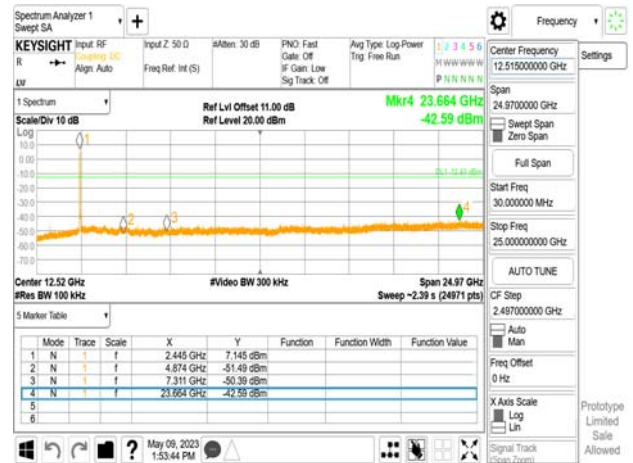 Spectrum Analyzer 1
Swept SA
Frequency
KEYSIGHT
Input: RF
Coupling: DC
Align: Auto
Input Z: 50 Ω
Freq Ref: Int (S)
#Atten: 30 dB
PNO: Fast
Gate: Off
IF Gain: Low
Sig Track: Off
Avg Type: Log-Power
Trig: Free Run
1 2 3 4 5 6
M W W W W W
P N N N N N
R
Center Frequency
12.515000000 GHz
Settings
Span
24.9700000 GHz
Swept Span
Zero Span
Full Span
Start Freq
30.000000 MHz
Stop Freq
25.000000000 GHz
AUTO TUNE
CF Step
2.497000000 GHz
Auto
Man
Freq Offset
0 Hz
X Axis Scale
Log
Lin
Signal Track
(Span Zoom)
Prototype
Limited
Sale
Allowed
1 Spectrum
Scale/Div 10 dB
Ref Lvl Offset 11.00 dB
Ref Level 20.00 dBm
Mkr4 23.664 GHz
-42.59 dBm
Log
10.0
0.00
-10.0
-20.0
-30.0
-40.0
-50.0
-60.0
-70.0
1
2
3
4
Center 12.52 GHz
#Video BW 300 kHz
Span 24.97 GHz
#Res BW 100 kHz
Sweep ~2.39 s (24971 pts)
5 Marker Table
Mode Trace Scale X Y Function Function Width Function Value
1 N 1 f 2.445 GHz 7.145 dBm
2 N 1 f 4.874 GHz -51.49 dBm
3 N 1 f 7.311 GHz -50.39 dBm
4 N 1 f 23.664 GHz -42.59 dBm
5
6
?
May 09, 2023
1:53:44 PM